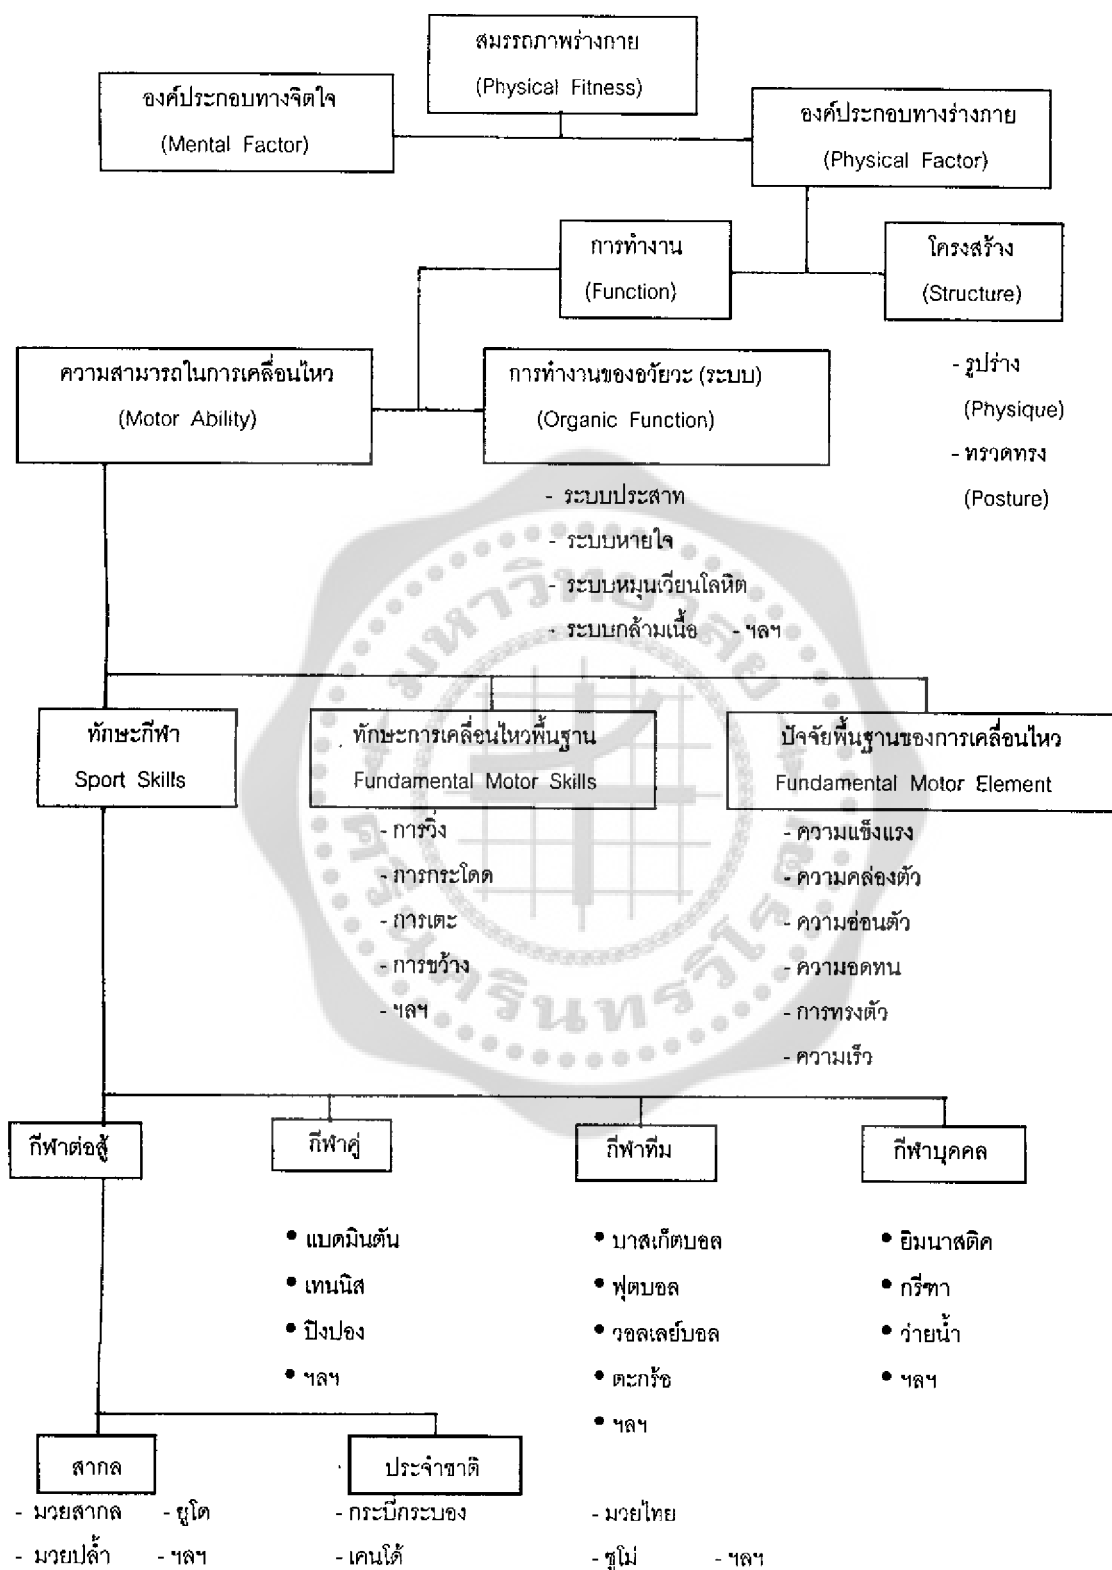 สมรรถภาพร่างกาย
(Physical Fitness)
องค์ประกอบทางจิตใจ
(Mental Factor)
องค์ประกอบทางร่างกาย
(Physical Factor)
การทำงาน
(Function)
โครงสร้าง
(Structure)
- รูปร่าง
(Physique)
- ทรวดทรง
(Posture)
ความสามารถในการเคลื่อนไหว
(Motor Ability)
การทำงานของอวัยวะ (ระบบ)
(Organic Function)
- ระบบประสาท
- ระบบหายใจ
- ระบบหมุนเวียนโลหิต
- ระบบกล้ามเนื้อ - ฯลฯ
ทักษะกีฬา
Sport Skills
ทักษะการเคลื่อนไหวพื้นฐาน
Fundamental Motor Skills
- การวิ่ง
- การกระโดด
- การเตะ
- การขว้าง
- ฯลฯ
ปัจจัยพื้นฐานของการเคลื่อนไหว
Fundamental Motor Element
- ความแข็งแรง
- ความคล่องตัว
- ความอ่อนตัว
- ความอดทน
- การทรงตัว
- ความเร็ว
มหาวิทยาลัย
ศรีนครินทรวิโรฒ
กีฬาต่อสู้
กีฬาคู่
• แบดมินตัน
• เทนนิส
• ปิงปอง
• ฯลฯ
กีฬาทีม
• บาสเก็ตบอล
• ฟุตบอล
• วอลเลย์บอล
• ตะกร้อ
• ฯลฯ
กีฬาบุคคล
• ยิมนาสติค
• กรีฑา
• ว่ายน้ำ
• ฯลฯ
สากล
- มวยสากล - ยูโด
- มวยปล้ำ - ฯลฯ
ประจำชาติ
- กระบี่กระบอง - มวยไทย
- เคนโด้ - ซูโม่ - ฯลฯ